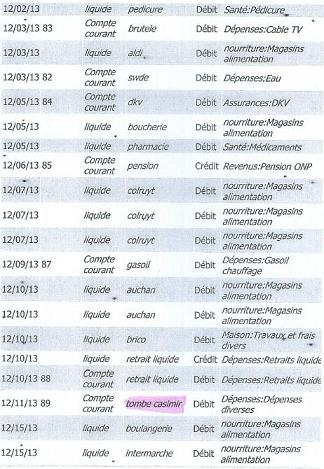 12/02/13 liquide pedicure Débit Santé:Pédicure
12/03/13 83 Compte courant brutele Débit Dépenses:Cable TV
12/03/13 liquide aldi Débit nourriture:Magasins alimentation
12/03/13 82 Compte courant swde Débit Dépenses:Eau
12/05/13 84 Compte courant dkv Débit Assurances:DKV
12/05/13 liquide boucherie Débit nourriture:Magasins alimentation
12/05/13 liquide pharmacie Débit Santé:Médicaments
12/06/13 85 Compte courant pension Crédit Revenus:Pension ONP
12/07/13 liquide colruyt Débit nourriture:Magasins alimentation
12/07/13 liquide colruyt Débit nourriture:Magasins alimentation
12/07/13 liquide colruyt Débit nourriture:Magasins alimentation
12/09/13 87 Compte courant gasoil Débit Dépenses:Gasoil chauffage
12/10/13 liquide auchan Débit nourriture:Magasins alimentation
12/10/13 liquide auchan Débit nourriture:Magasins alimentation
12/10/13 liquide brico Débit Maison:Travaux et frais divers
12/10/13 liquide retrait liquide Crédit Dépenses:Retraits liquide
12/10/13 88 Compte courant retrait liquide Débit Dépenses:Retraits liquide
12/11/13 89 Compte courant tombe casimir Débit Dépenses:Dépenses diverses
12/15/13 liquide boulangerie Débit nourriture:Magasins alimentation
12/15/13 liquide intermarche Débit nourriture:Magasins alimentation